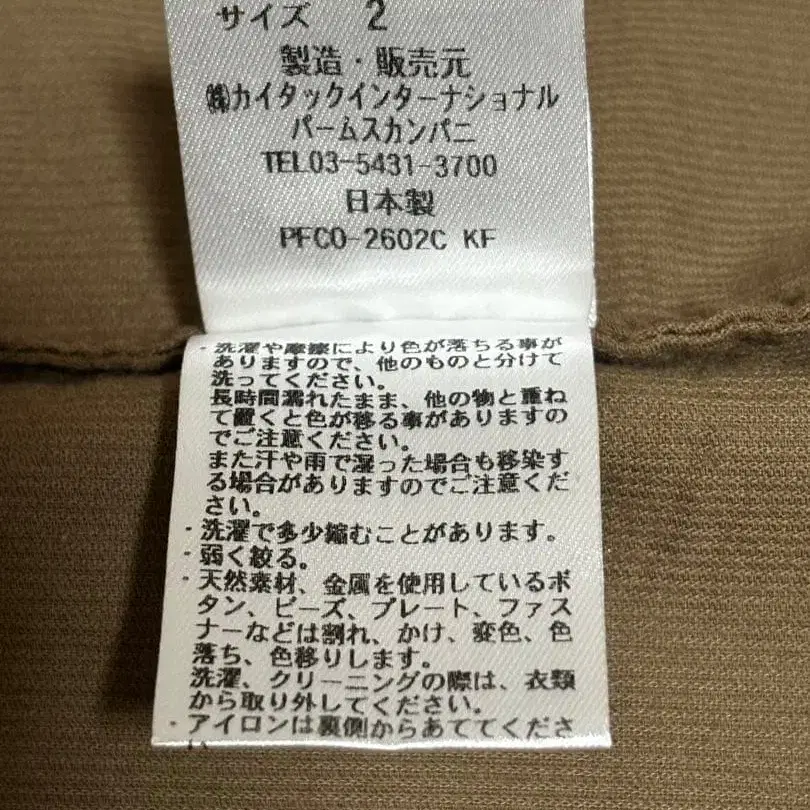 サイズ 2
製造・販売元
㈱カイタックインターナショナル
パームスカンパニ
TEL03-5431-3700
日本製
PFCO-2602C KF
・洗濯や摩擦により色が落ちる事が
ありますので、他のものと分けて
洗ってください。
長時間濡れたまま、他の物と重ね
て置くと色が移る事がありますの
でご注意ください。
また汗や雨で湿った場合も移染す
る場合がありますのでご注意くだ
さい。
・洗濯で多少縮むことがあります。
・弱く絞る。
・天然素材、金属を使用しているボ
タン、ビーズ、プレート、ファス
ナーなどは割れ、かけ、変色、色
落ち、色移りします。
洗濯、クリーニングの際は、衣類
から取り外してください。
・アイロンは裏側からあててくださ